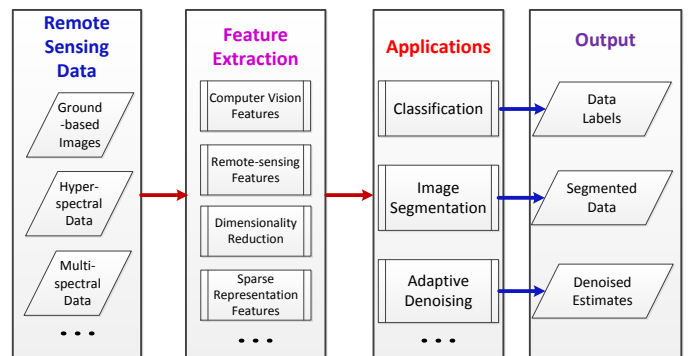 Remote
Sensing
Data
Ground
-based
Images
Hyper-
spectral
Data
Multi-
spectral
Data
• • •
Feature
Extraction
Computer Vision
Features
Remote-sensing
Features
Dimensionality
Reduction
Sparse
Representation
Features
• • •
Applications
Classification
Image
Segmentation
Adaptive
Denoising
• • •
Output
Data
Labels
Segmented
Data
Denoised
Estimates